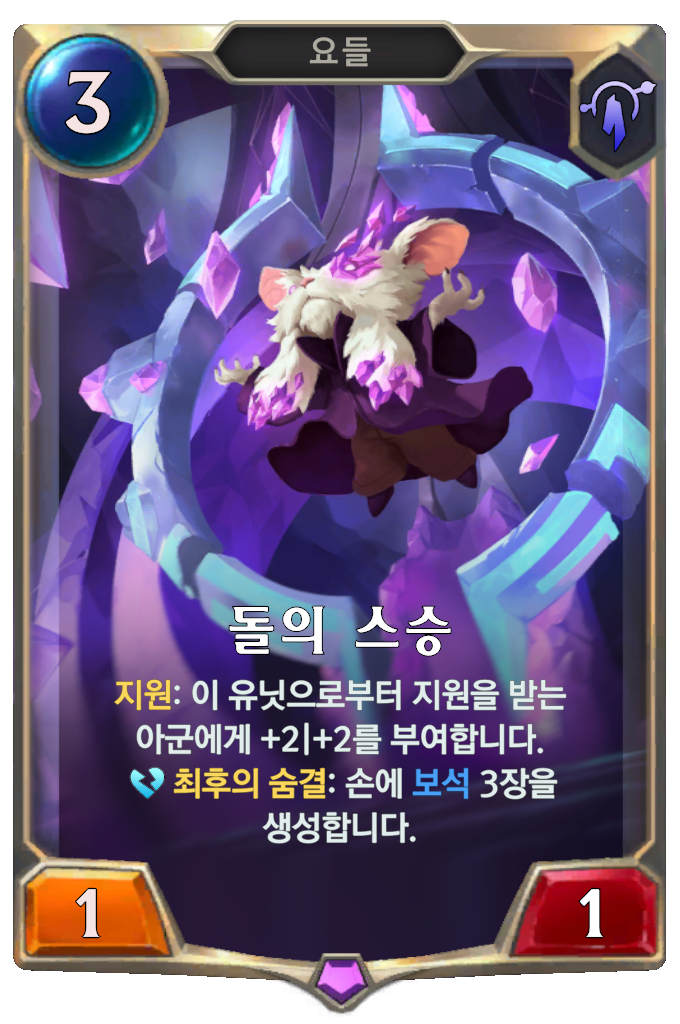 요들
3
돌의 스승
지원: 이 유닛으로부터 지원을 받는
아군에게 +2|+2를 부여합니다.
최후의 숨결: 손에 보석 3장을
생성합니다.
1
1